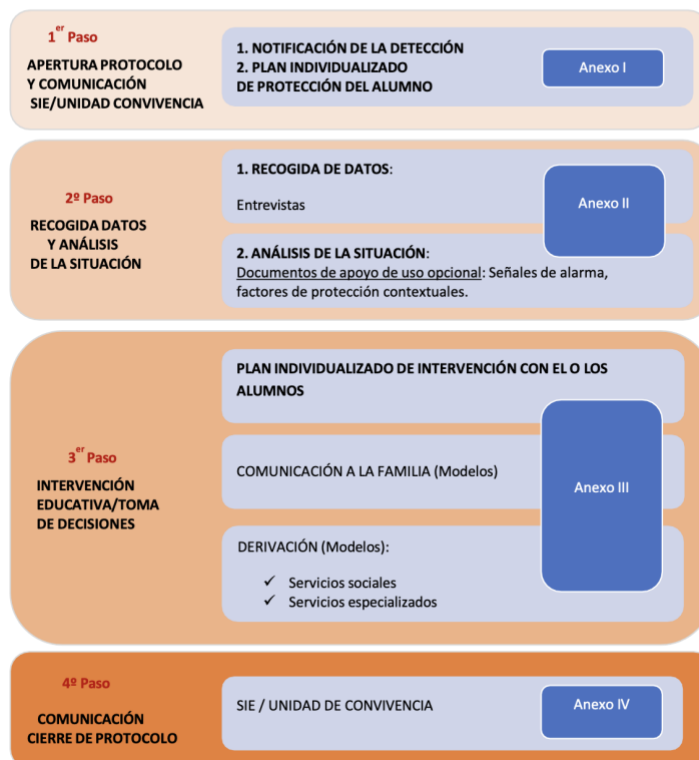 1er Paso
APERTURA PROTOCOLO
Y COMUNICACIÓN
SIE/UNIDAD CONVIVENCIA
1. NOTIFICACIÓN DE LA DETECCIÓN
2. PLAN INDIVIDUALIZADO
DE PROTECCIÓN DEL ALUMNO
Anexo I
2º Paso
RECOGIDA DATOS
Y ANÁLISIS
DE LA SITUACIÓN
1. RECOGIDA DE DATOS:
Entrevistas
Anexo II
2. ANÁLISIS DE LA SITUACIÓN:
Documentos de apoyo de uso opcional: Señales de alarma,
factores de protección contextuales.
3er Paso
INTERVENCIÓN
EDUCATIVA/TOMA
DE DECISIONES
PLAN INDIVIDUALIZADO DE INTERVENCIÓN CON EL O LOS
ALUMNOS
COMUNICACIÓN A LA FAMILIA (Modelos)
Anexo III
DERIVACIÓN (Modelos):
✓ Servicios sociales
✓ Servicios especializados
4º Paso
COMUNICACIÓN
CIERRE DE PROTOCOLO
SIE / UNIDAD DE CONVIVENCIA
Anexo IV